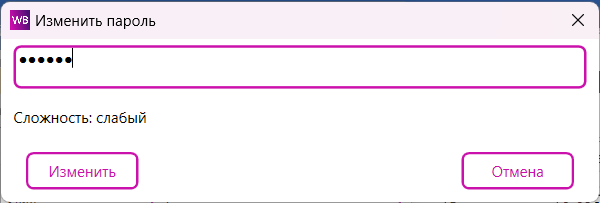 WB Изменить пароль
••••••
Сложность: слабый
Изменить Отмена